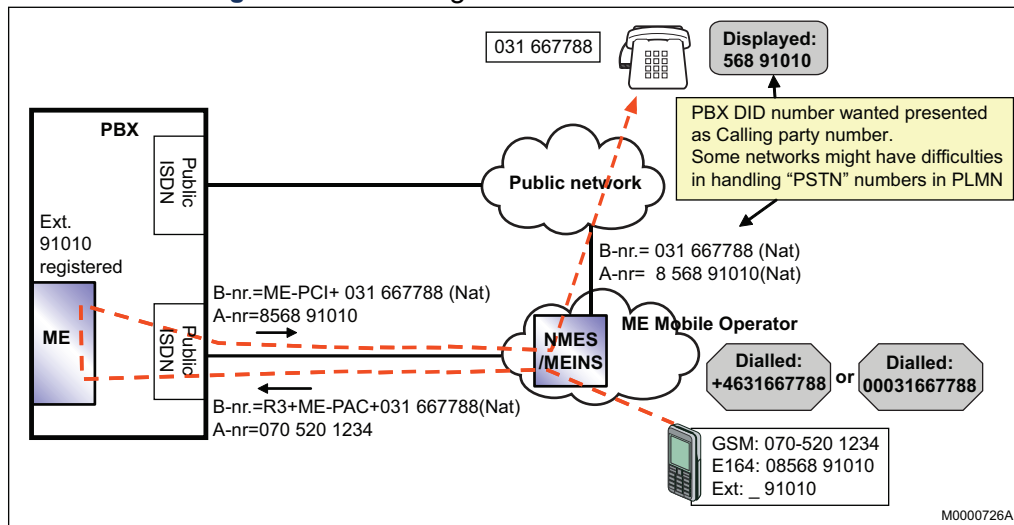 031 667788
Displayed:
568 91010
PBX DID number wanted presented
as Calling party number.
Some networks might have difficulties
in handling “PSTN” numbers in PLMN
PBX
Public
ISDN
Public network
Ext.
91010
registered
B-nr.= 031 667788 (Nat)
A-nr=  8 568 91010(Nat)
B-nr.=ME-PCI+ 031 667788 (Nat)
A-nr=8568 91010
ME
Public
ISDN
NMES
/MEINS
ME Mobile Operator
Dialled:
+4631667788
or
Dialled:
00031667788
B-nr.=R3+ME-PAC+031 667788(Nat)
A-nr=070 520 1234
GSM: 070-520 1234
E164: 08568 91010
Ext: _ 91010
M0000726A